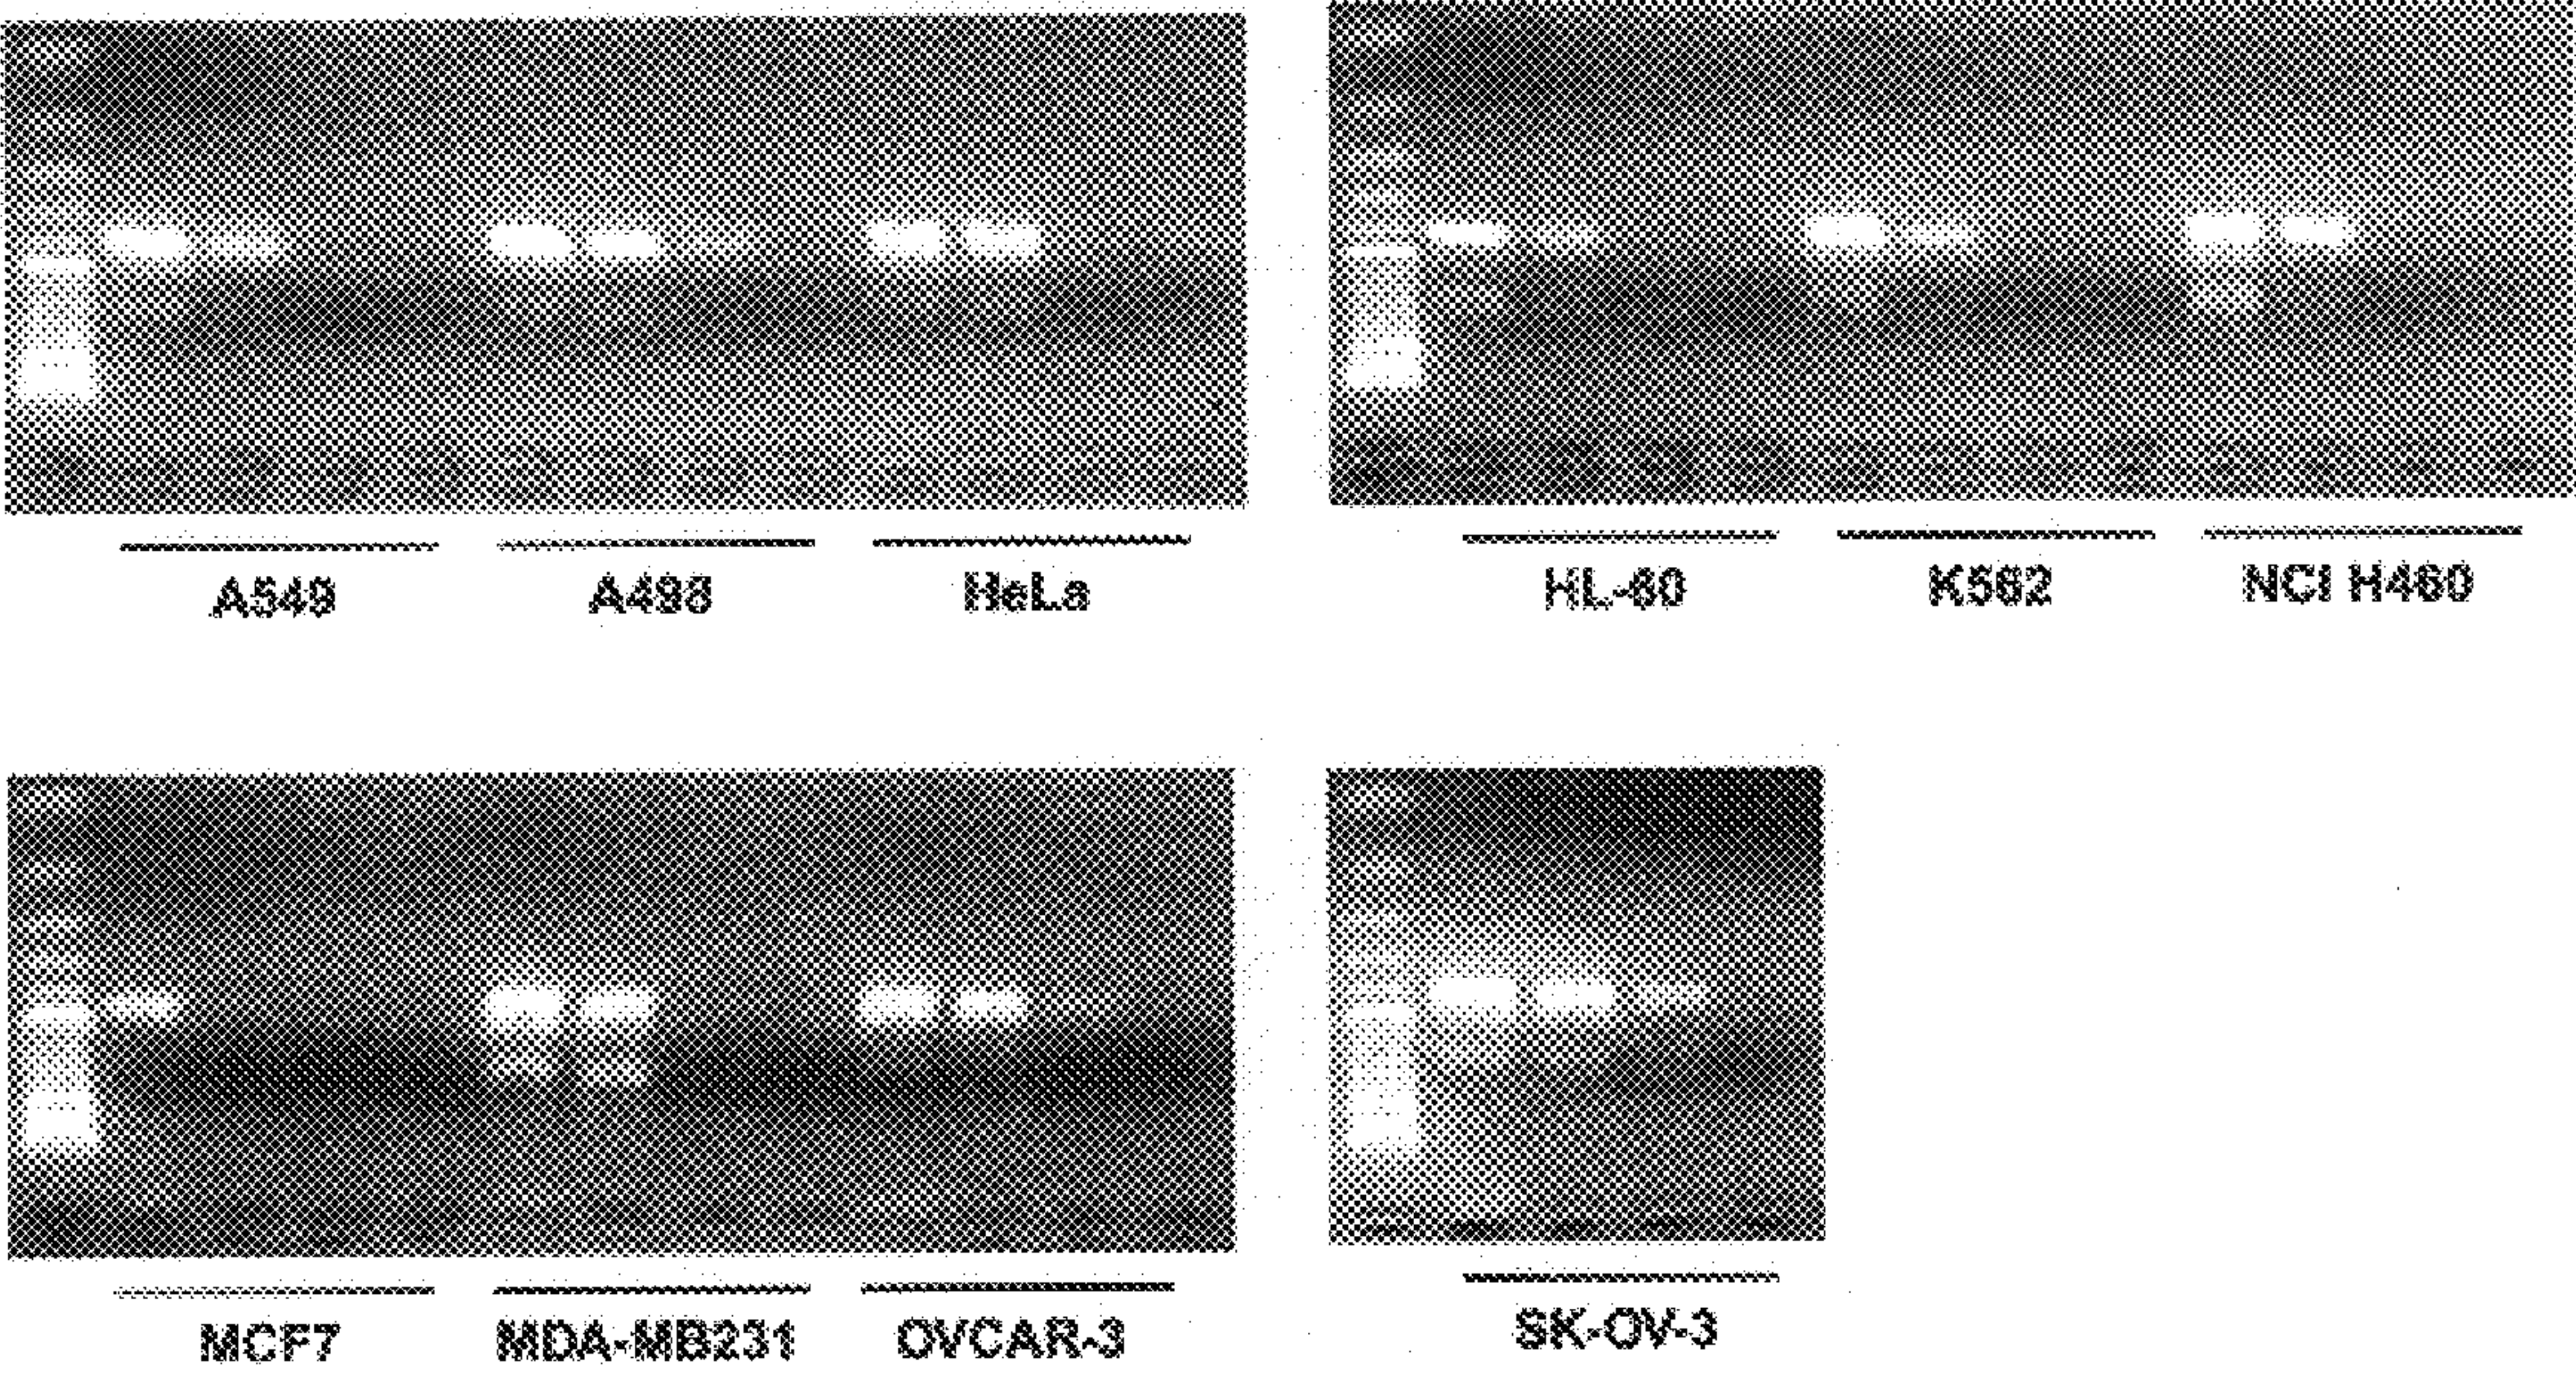 A549 A498 HeLa
HL-60 K562 NCI H460
MCF7 MDA-MB231 OVCAR-3
SK-OV-3